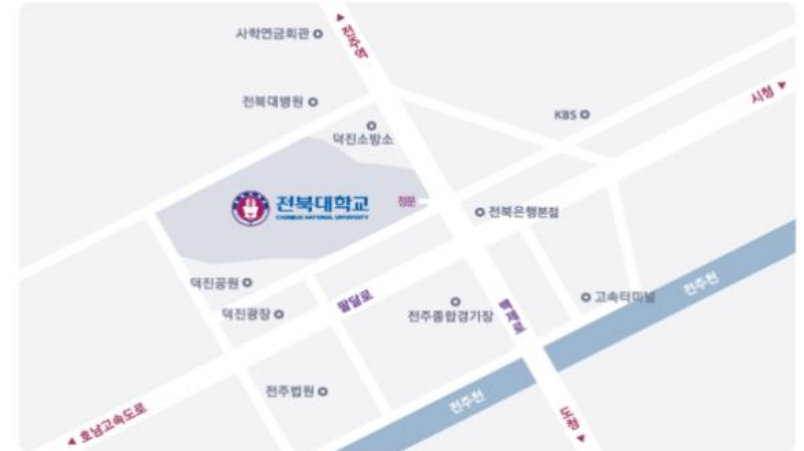 사학연금회관
▲ 전주역
전북대병원
덕진소방소
KBS
시청 ▼
전북대학교
CHONBUK NATIONAL UNIVERSITY
정문
전북은행본점
덕진공원
덕진광장
팔달로
전주종합경기장
백제로
고속터미널
전주천
전주법원
전주천
◀ 호남고속도로
도청 ▼